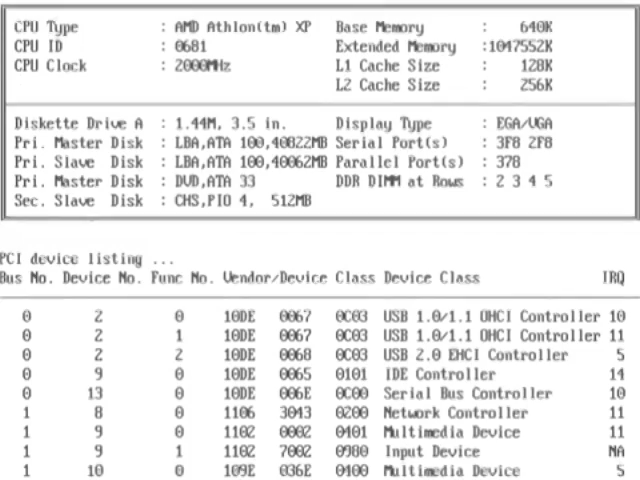 CPU Type : AMD Athlon(tm) XP Base Memory : 640K
CPU ID : 0681 Extended Memory :1047552K
CPU Clock : 2000MHz L1 Cache Size : 128K
L2 Cache Size : 256K
Diskette Drive A : 1.44M, 3.5 in. Display Type : EGA/VGA
Pri. Master Disk : LBA,ATA 100,40822MB Serial Port(s) : 3F8 2F8
Pri. Slave Disk : LBA,ATA 100,40062MB Parallel Port(s) : 378
Pri. Master Disk : DVD,ATA 33 DDR DIMM at Rows : 2 3 4 5
Sec. Slave Disk : CHS,PIO 4, 512MB
PCI device listing ...
Bus No. Device No. Func No. Vendor/Device Class Device Class IRQ
0 2 0 10DE 0067 0C03 USB 1.0/1.1 OHCI Controller 10
0 2 1 10DE 0067 0C03 USB 1.0/1.1 OHCI Controller 11
0 2 2 10DE 0068 0C03 USB 2.0 EHCI Controller 5
0 9 0 10DE 0065 0101 IDE Controller 14
0 13 0 10DE 006E 0C00 Serial Bus Controller 10
1 8 0 1106 3043 0200 Network Controller 11
1 9 0 1102 0002 0401 Multimedia Device 11
1 9 1 1102 7002 0980 Input Device NA
1 10 0 109E 036E 0400 Multimedia Device 5